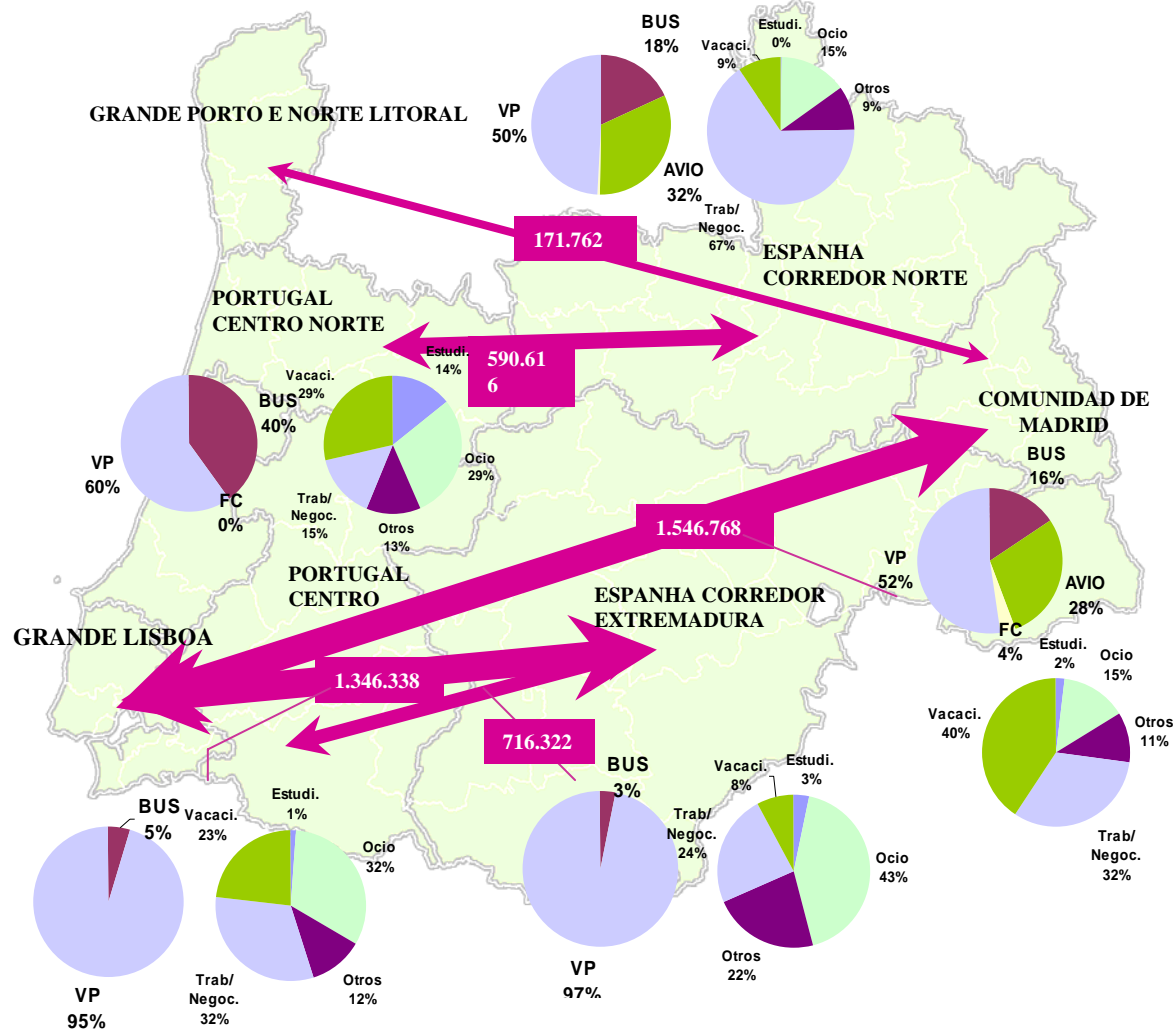 BUS
18%
Estudi.
0%
Ocio
15%
Vacaci.
9%
Otros
9%
VP
50%
AVIO
32%
Trab/
Negoc.
67%
GRANDE PORTO E NORTE LITORAL
171.762
ESPANHA
CORREDOR NORTE
PORTUGAL
CENTRO NORTE
590.61
6
Estudi.
14%
Vacaci.
29%
BUS
40%
VP
60%
FC
0%
Ocio
29%
Trab/
Negoc.
15%
Otros
13%
COMUNIDAD DE
MADRID
BUS
16%
1.546.768
VP
52%
AVIO
28%
FC
4%
PORTUGAL
CENTRO
ESPANHA CORREDOR
EXTREMADURA
GRANDE LISBOA
1.346.338
716.322
Estudi.
2%
Ocio
15%
Vacaci.
40%
Otros
11%
Trab/
Negoc.
32%
BUS
5%
VP
95%
Vacaci.
23%
Estudi.
1%
Ocio
32%
Trab/
Negoc.
32%
Otros
12%
BUS
3%
VP
97%
Vacaci.
8%
Estudi.
3%
Trab/
Negoc.
24%
Ocio
43%
Otros
22%